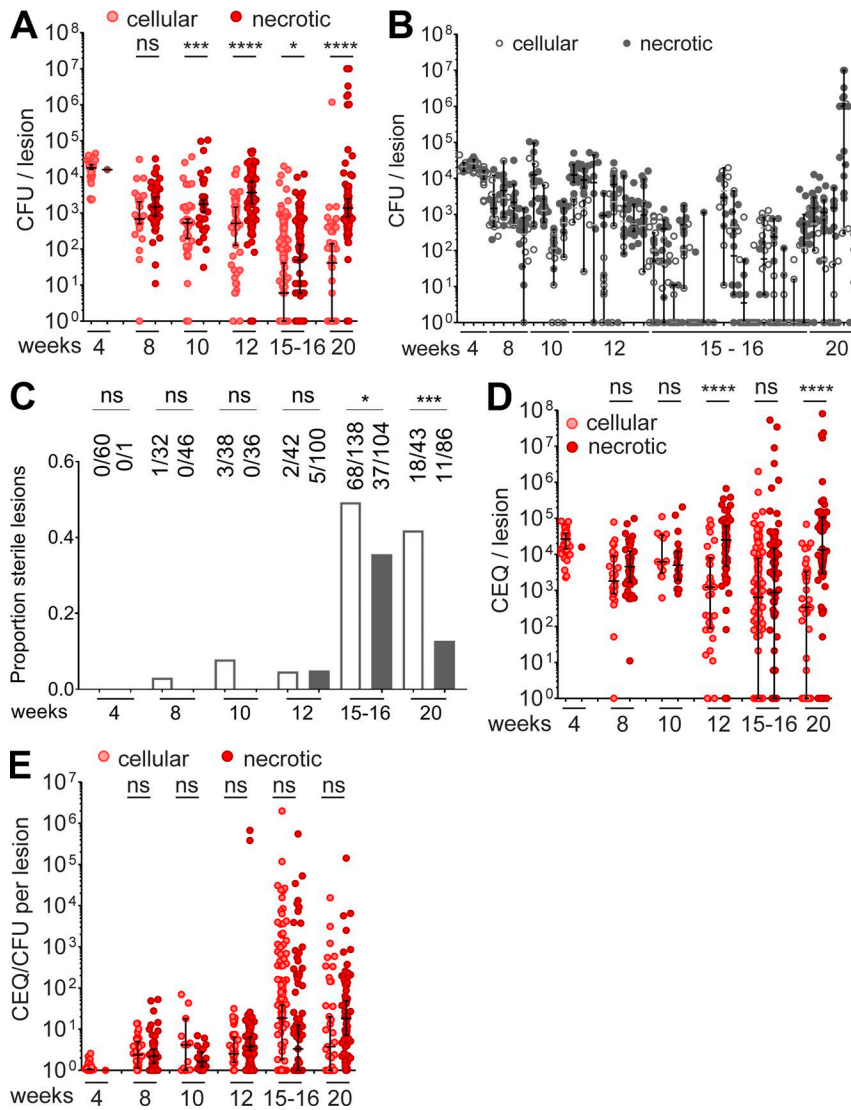 A
cellular necrotic
ns *** **** * ****
10^8
10^7
10^6
10^5
10^4
10^3
10^2
10^1
10^0
CFU / lesion
weeks 4 8 10 12 15-16 20
B
cellular necrotic
10^8
10^7
10^6
10^5
10^4
10^3
10^2
10^1
10^0
CFU / lesion
weeks 4 8 10 12 15 - 16 20
C
ns ns ns ns * ***
0/60 0/1 1/32 0/46 3/38 0/36 2/42 5/100 68/138 37/104 18/43 11/86
0.6
0.4
0.2
0.0
Proportion sterile lesions
weeks 4 8 10 12 15-16 20
D
ns ns **** ns ****
cellular
necrotic
10^8
10^7
10^6
10^5
10^4
10^3
10^2
10^1
10^0
CEQ / lesion
weeks 4 8 10 12 15-16 20
E
cellular necrotic
ns ns ns ns ns
10^7
10^6
10^5
10^4
10^3
10^2
10^1
10^0
CEQ/CFU per lesion
weeks 4 8 10 12 15-16 20